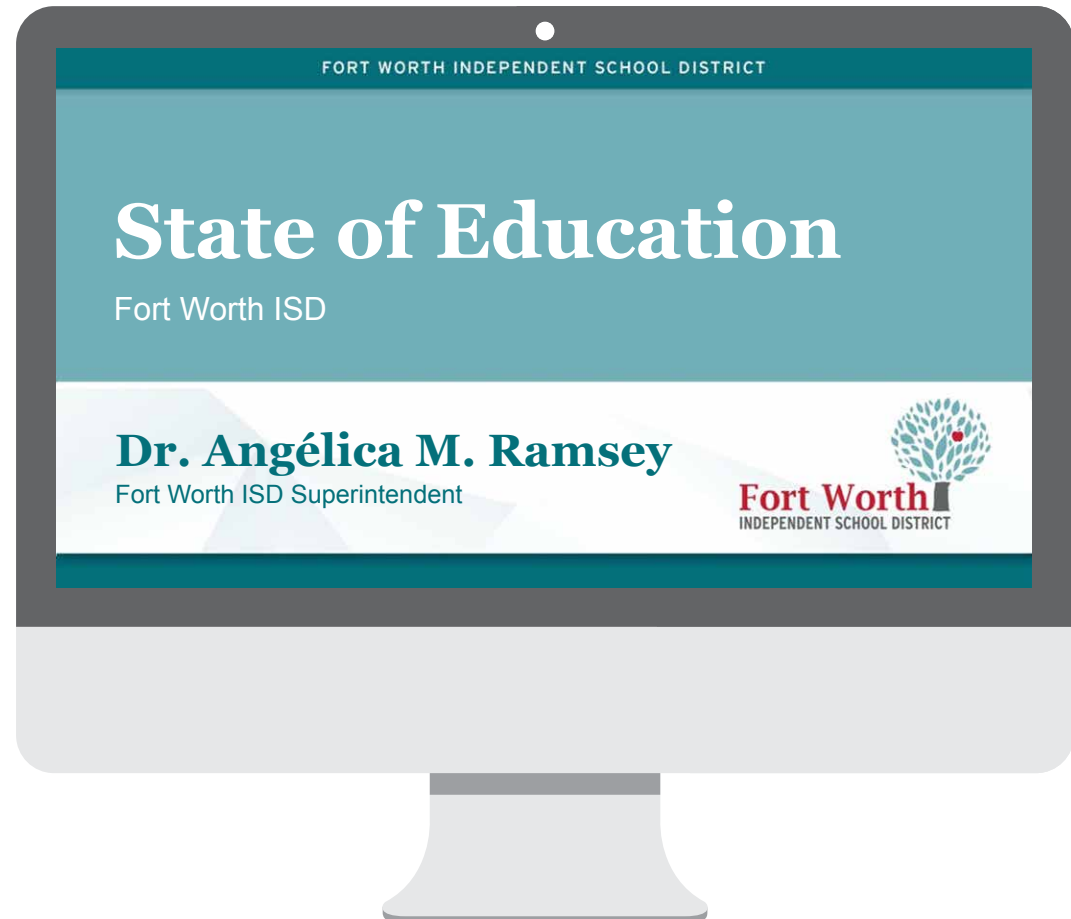 FORT WORTH INDEPENDENT SCHOOL DISTRICT
State of Education
Fort Worth ISD
Dr. Angélica M. Ramsey
Fort Worth ISD Superintendent
Fort Worth
INDEPENDENT SCHOOL DISTRICT